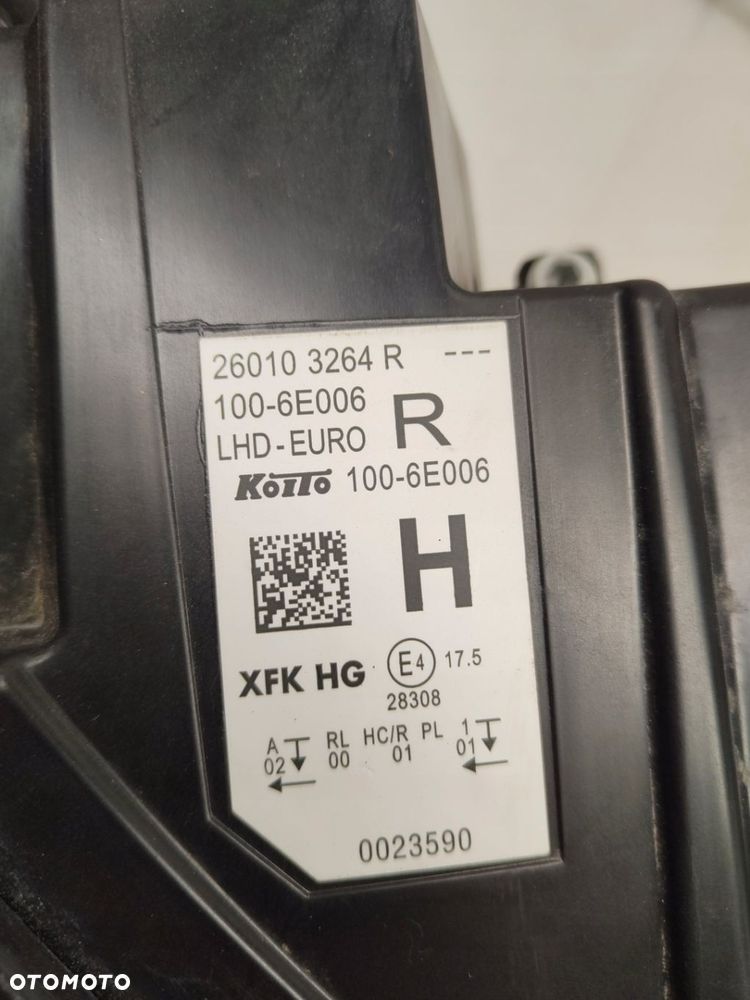 26010 3264 R ---
100-6E006
LHD-EURO R
KOITO 100-6E006
H
XFK HG E4 17.5
28308
A RL HC/R PL 1
02 00 01 01
0023590
OTOMOTO